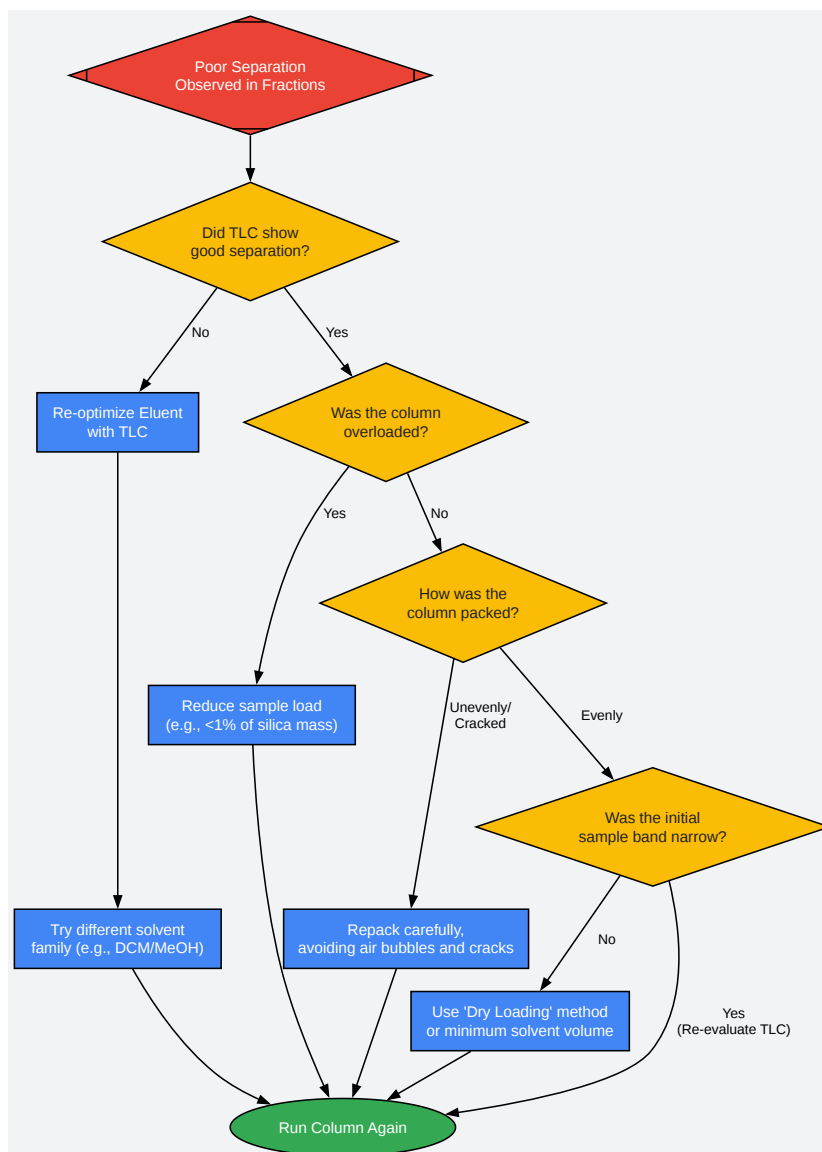 Poor Separation
Observed in Fractions
Did TLC show
good separation?
No
Yes
Re-optimize Eluent
with TLC
Was the column
overloaded?
Yes
No
How was the
column packed?
Reduce sample load
(e.g., <1% of silica mass)
Unevenly/
Cracked
Evenly
Was the initial
sample band narrow?
Try different solvent
family (e.g., DCM/MeOH)
Repack carefully,
avoiding air bubbles and cracks
No
Use 'Dry Loading' method
or minimum solvent volume
Yes
(Re-evaluate TLC)
Run Column Again